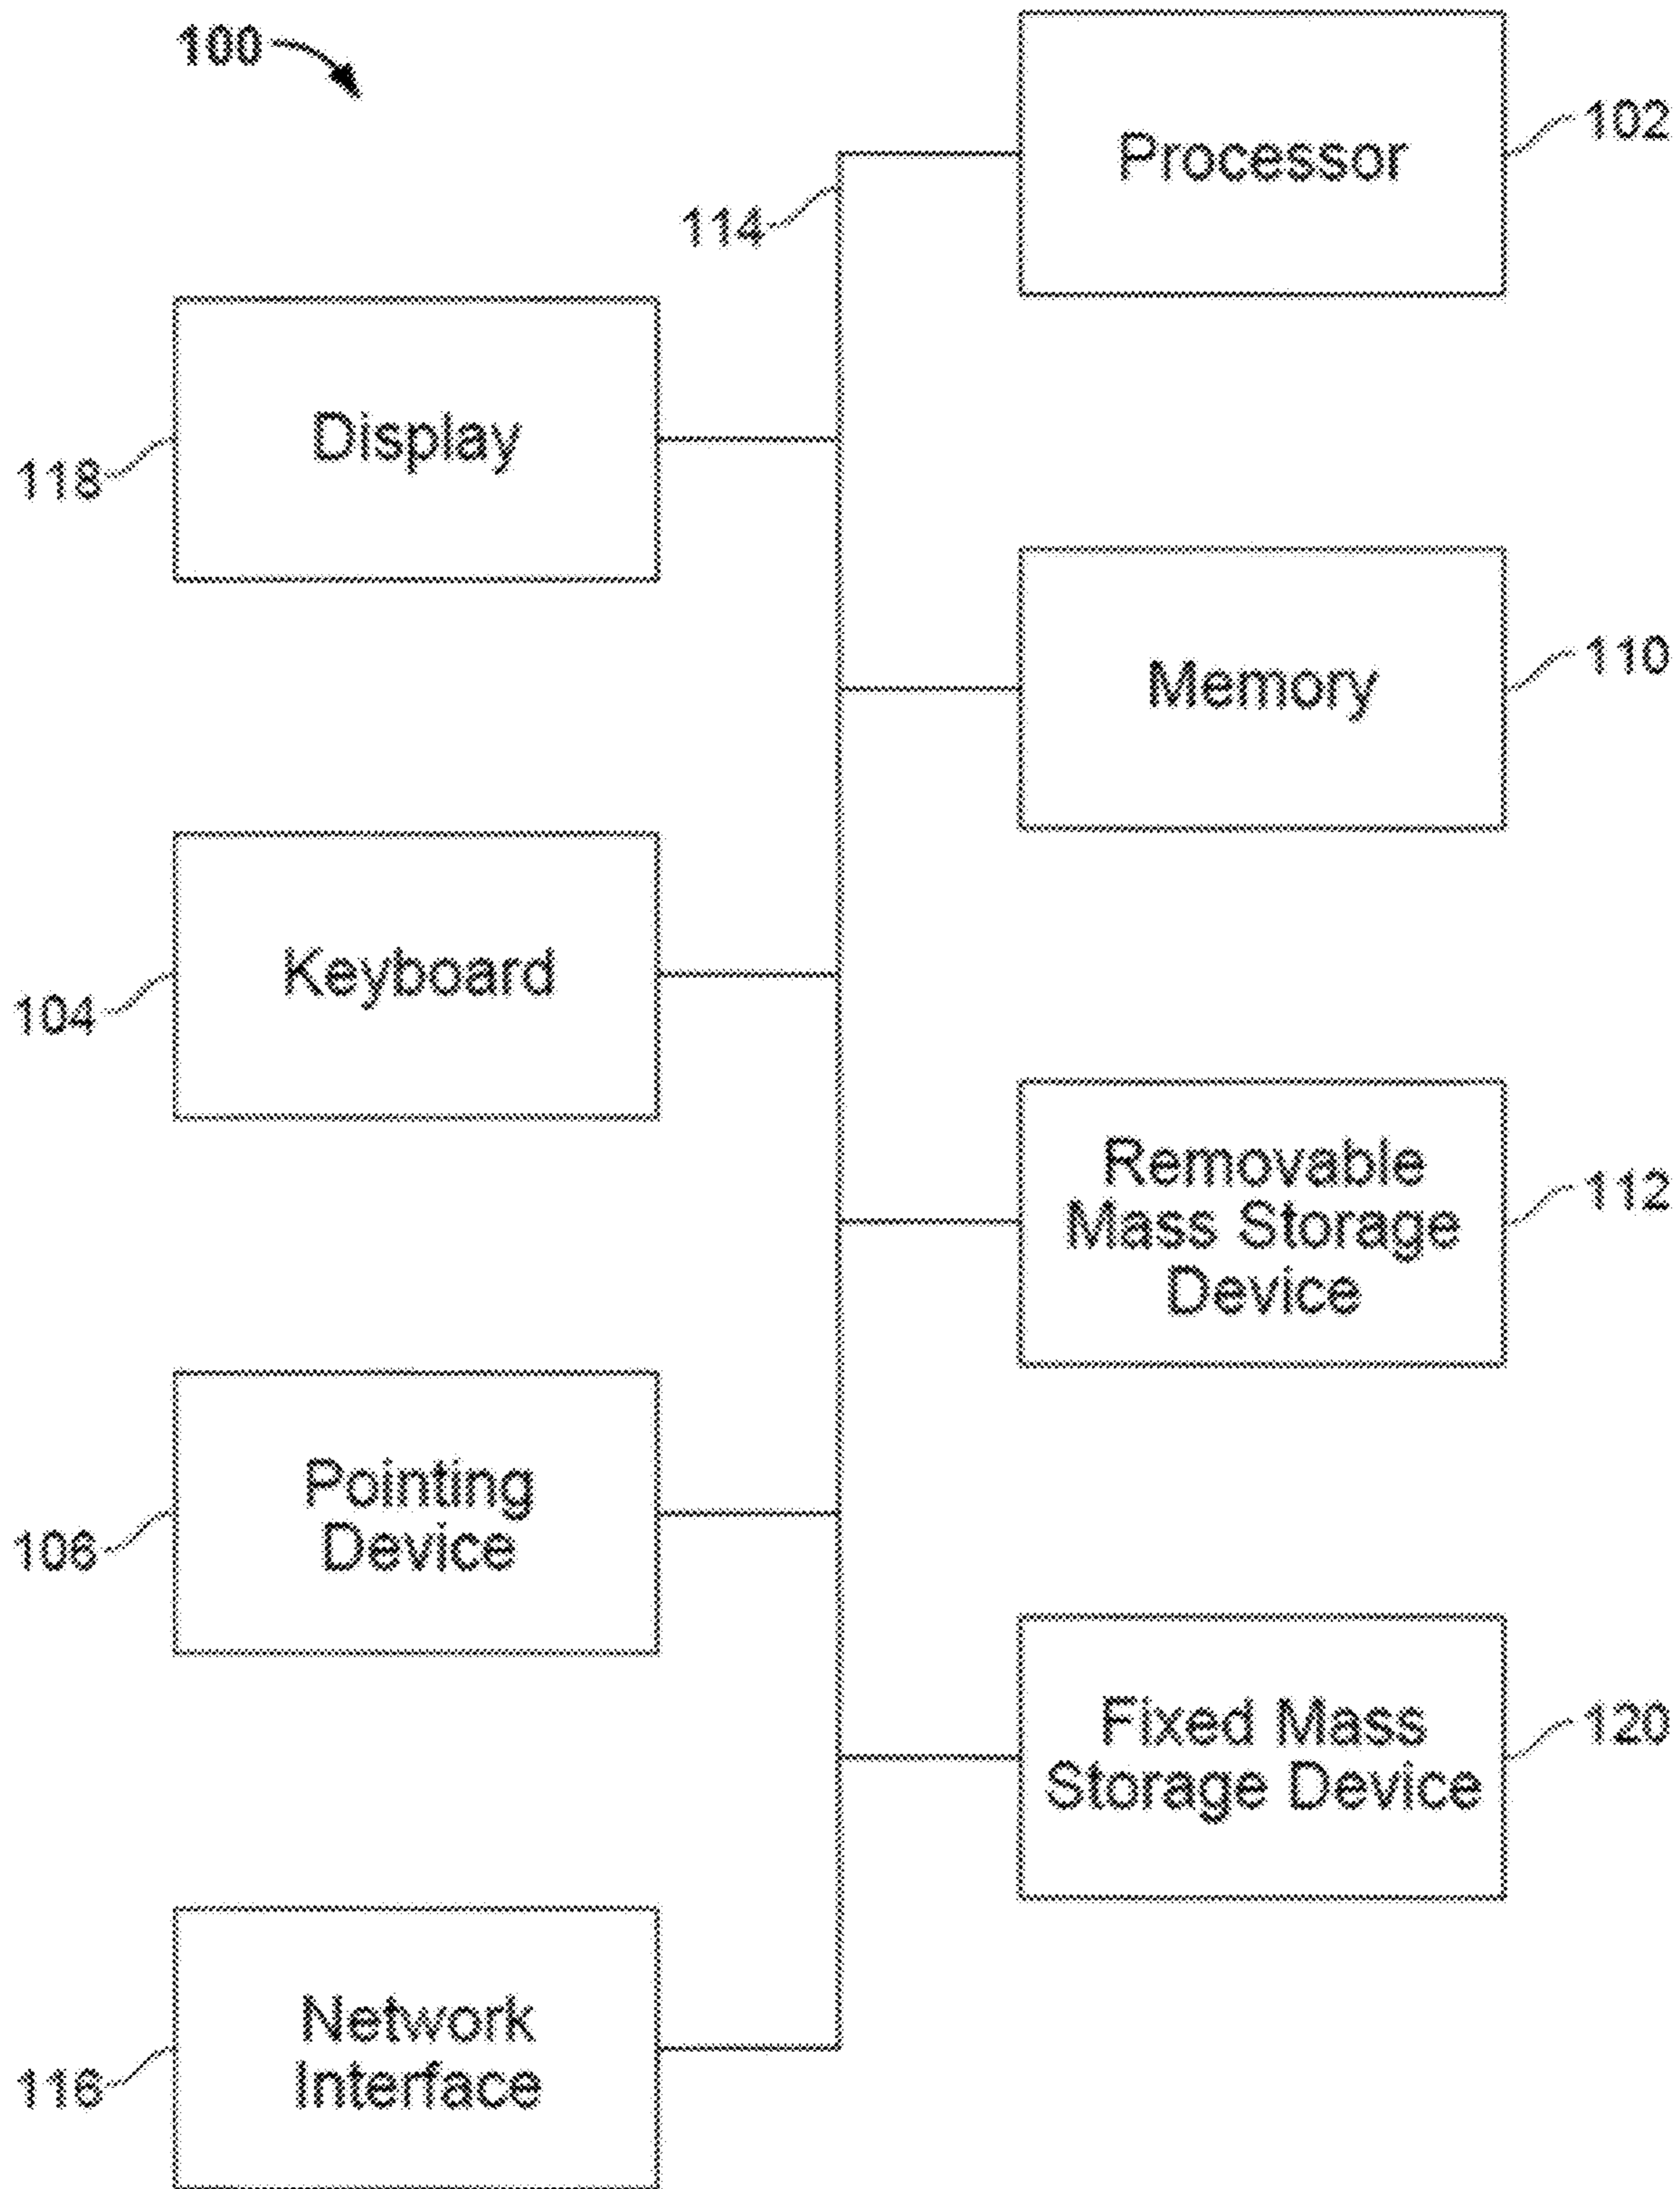 100
Processor
102
114
Display
118
Memory
110
Keyboard
104
Removable
Mass Storage
Device
112
Pointing
Device
106
Fixed Mass
Storage Device
120
Network
Interface
116